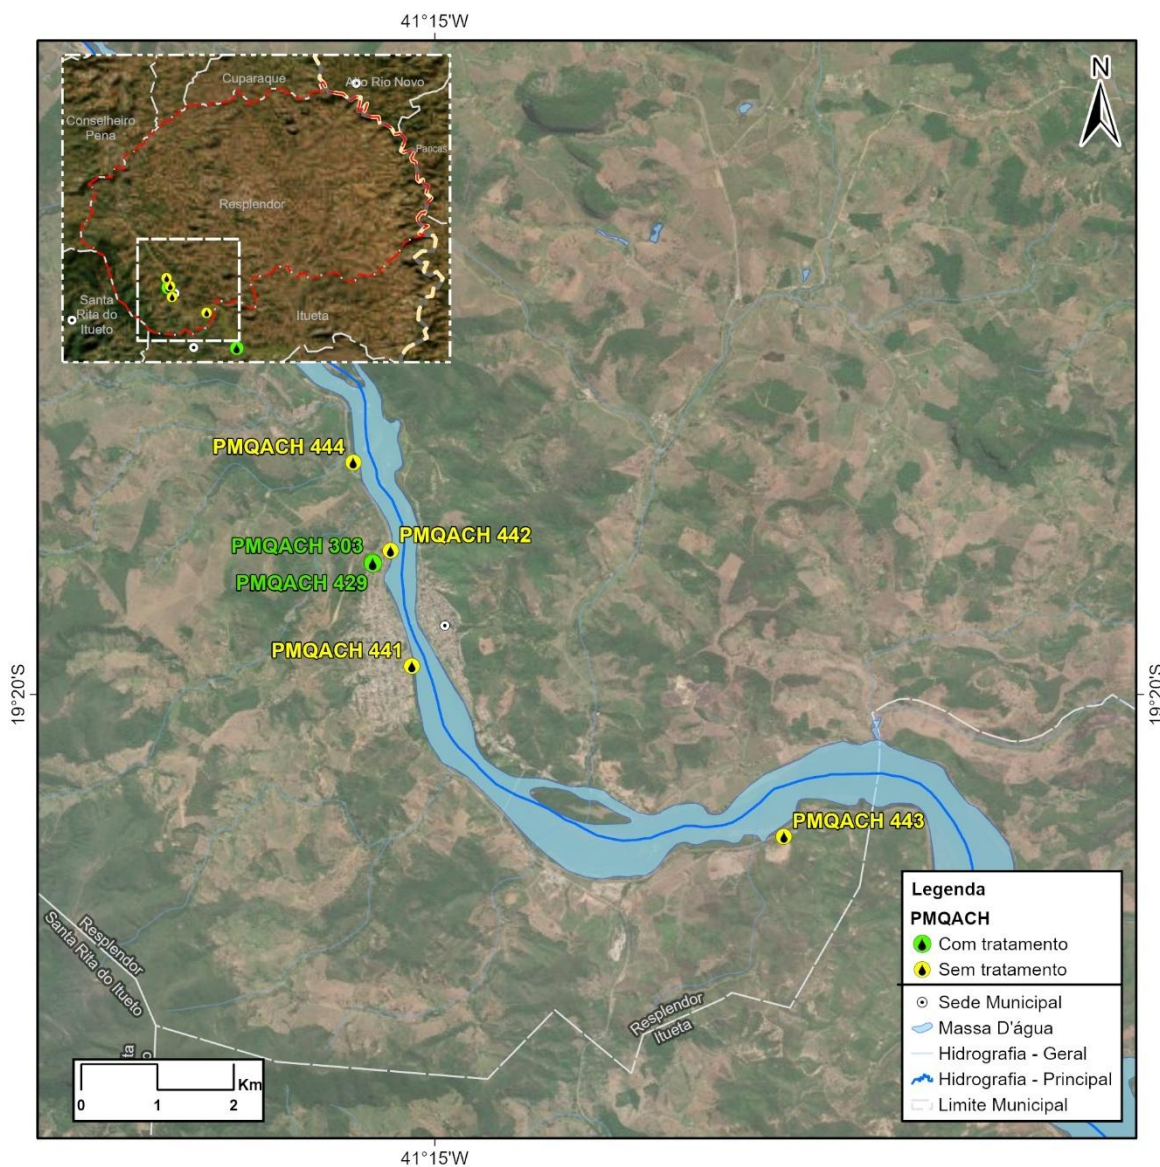 41°15'W
Cuparaque
Alto Rio Novo
Conselheiro
Pena
Pancas
Resplendor
Santa
Rita do
Itueto
Itueta
N
PMQACH 444
PMQACH 442
PMQACH 303
PMQACH 429
PMQACH 441
19°20'S
19°20'S
PMQACH 443
Resplendor
Santa Rita do Itueto
Resplendor
Itueta
ta
o
Km
0 1 2
Legenda
PMQACH
Com tratamento
Sem tratamento
Sede Municipal
Massa D'água
Hidrografia - Geral
Hidrografia - Principal
Limite Municipal
41°15'W